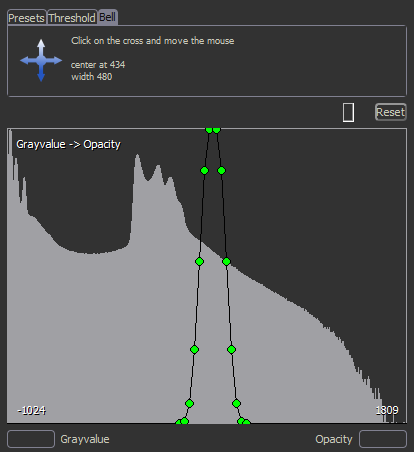 Presets Threshold Bell
Click on the cross and move the mouse
center at 434
width 480
Reset
Grayvalue -> Opacity
-1024 1809
Grayvalue Opacity